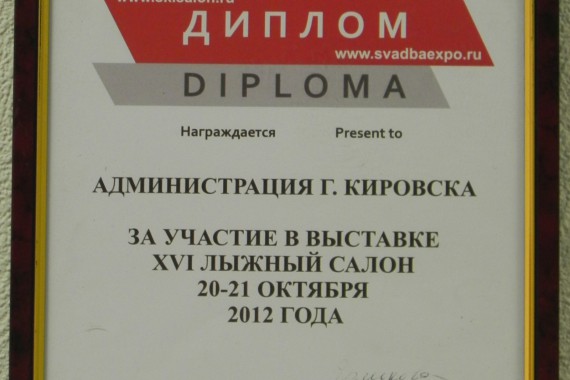 ДИПЛОМ
www.svadbaexpo.ru
DIPLOMA
Награждается Present to
АДМИНИСТРАЦИЯ Г. КИРОВСКА
ЗА УЧАСТИЕ В ВЫСТАВКЕ
XVI ЛЫЖНЫЙ САЛОН
20-21 ОКТЯБРЯ
2012 ГОДА